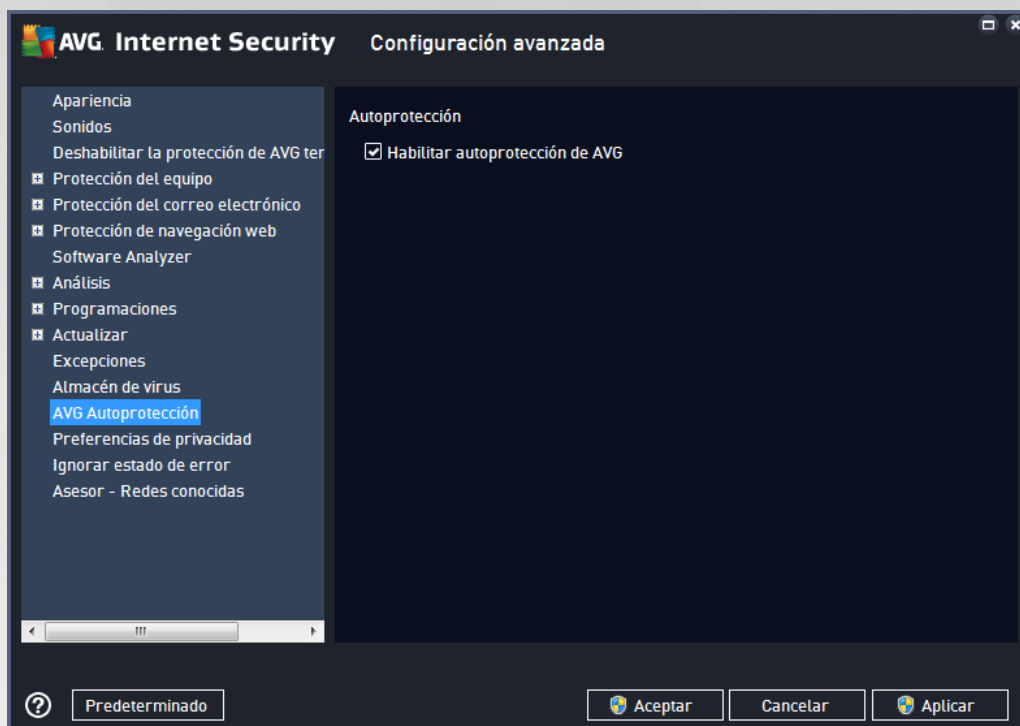 AVG. Internet Security Configuración avanzada
Apariencia
Sonidos
Deshabilitar la protección de AVG ter
Protección del equipo
Protección del correo electrónico
Protección de navegación web
Software Analyzer
Análisis
Programaciones
Actualizar
Excepciones
Almacén de virus
AVG Autoprotección
Preferencias de privacidad
Ignorar estado de error
Asesor - Redes conocidas
Autoprotección
Habilitar autoprotección de AVG
Predeterminado
Aceptar
Cancelar
Aplicar